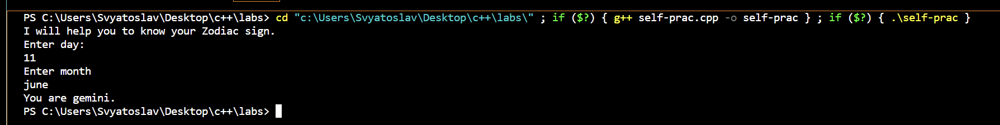 PS C:\Users\Svyatoslav\Desktop\c++\labs> cd "c:\Users\Svyatoslav\Desktop\c++\labs\" ; if ($?) { g++ self-prac.cpp -o self-prac } ; if ($?) { .\self-prac }
I will help you to know your Zodiac sign.
Enter day:
11
Enter month
june
You are gemini.
PS C:\Users\Svyatoslav\Desktop\c++\labs>